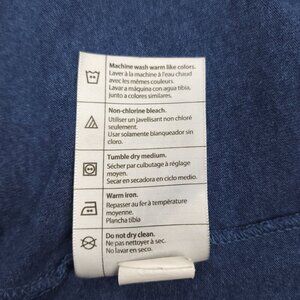 Machine wash warm like colors.
Laver à la machine à l'eau chaud
avec les mêmes couleurs.
Lavar a máquina con agua tibia,
junto a colores similares.
Non-chlorine bleach.
Utiliser un javellisant non chloré
seulement.
Usar solamente blanqueador sin
cloro.
Tumble dry medium.
Sécher par culbutage à réglage
moyen.
Secar en secadora en ciclo medio.
Warm iron.
Repasser au fer à température
moyenne.
Plancha tibia
Do not dry clean.
Ne pas nettoyer à sec.
No lavar en seco.